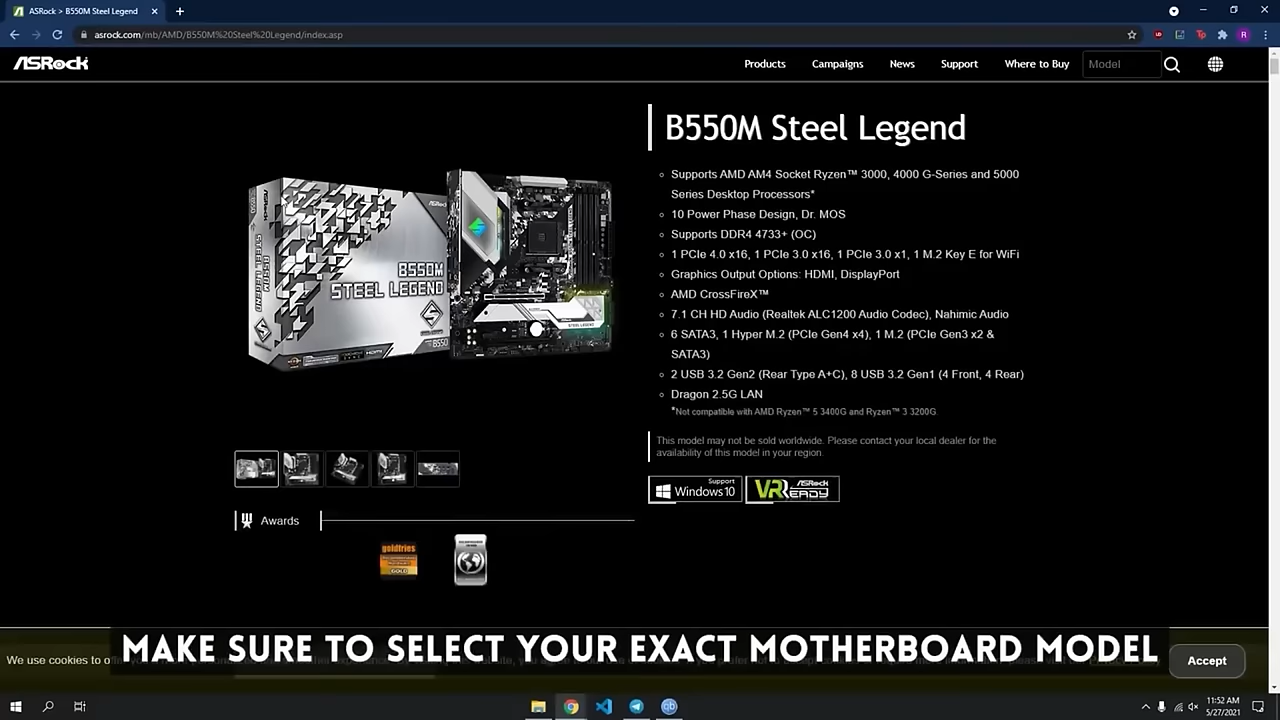 ASRock > B550M Steel Legend
asrock.com/mb/AMD/B550M%20Steel%20Legend/index.asp
ASRock
Products
Campaigns
News
Support
Where to Buy
Model
B550M Steel Legend
Supports AMD AM4 Socket Ryzen™ 3000, 4000 G-Series and 5000
Series Desktop Processors*
10 Power Phase Design, Dr. MOS
Supports DDR4 4733+ (OC)
1 PCIe 4.0 x16, 1 PCIe 3.0 x16, 1 PCIe 3.0 x1, 1 M.2 Key E for WiFi
Graphics Output Options: HDMI, DisplayPort
AMD CrossFireX™
7.1 CH HD Audio (Realtek ALC1200 Audio Codec), Nahimic Audio
6 SATA3, 1 Hyper M.2 (PCIe Gen4 x4), 1 M.2 (PCIe Gen3 x2 &
SATA3)
2 USB 3.2 Gen2 (Rear Type A+C), 8 USB 3.2 Gen1 (4 Front, 4 Rear)
Dragon 2.5G LAN
*Not compatible with AMD Ryzen™ 5 3400G and Ryzen™ 3 3200G.
This model may not be sold worldwide. Please contact your local dealer for the
availability of this model in your region.
Support
Windows 10
ASRock
VR READY
B550M
STEEL LEGEND
STEEL LEGEND
B550M
STEEL LEGEND
B550
Awards
goldfries
GOLD
We use cookies to
MAKE SURE TO SELECT YOUR EXACT MOTHERBOARD MODEL
Accept
11:52 AM
5/27/2021